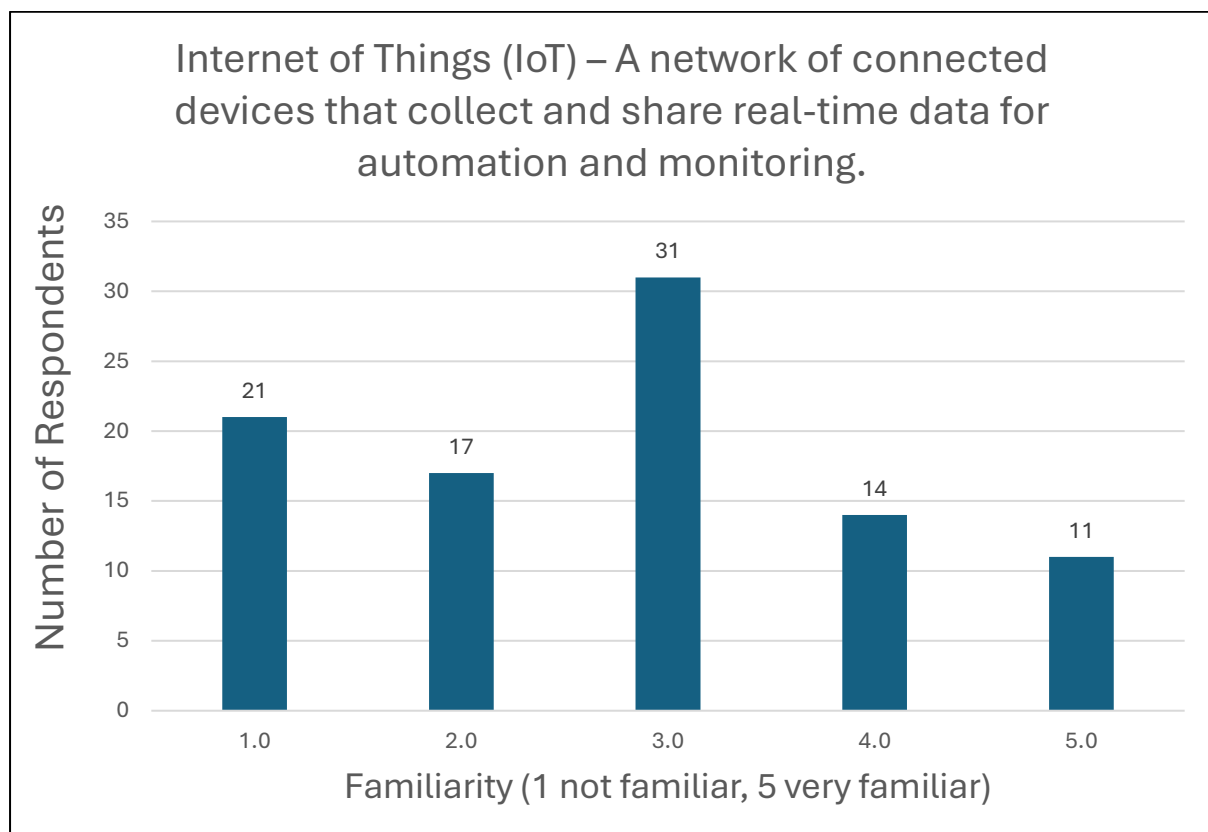 Internet of Things (IoT) – A network of connected
devices that collect and share real-time data for
automation and monitoring.
Number of Respondents
35
30
25
20
15
10
5
0
21
17
31
14
11
1.0 2.0 3.0 4.0 5.0
Familiarity (1 not familiar, 5 very familiar)